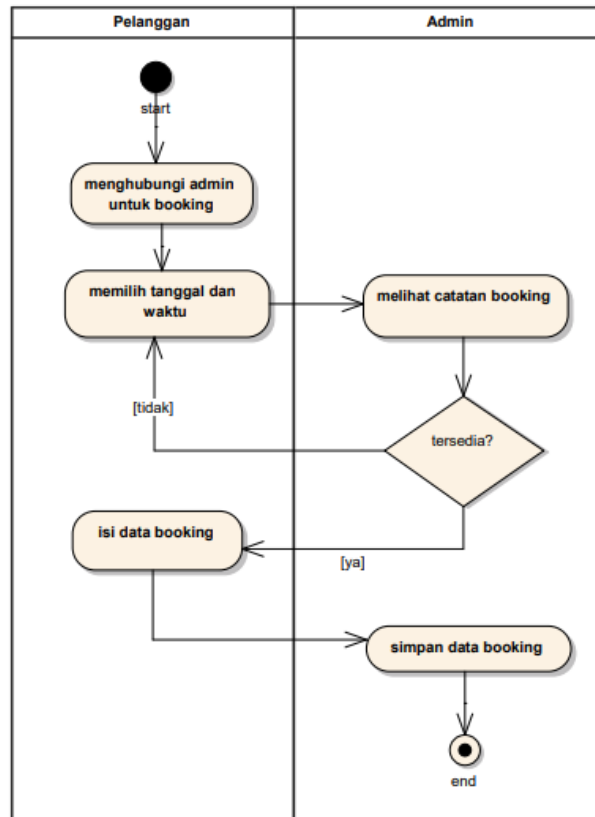 Pelanggan
Admin
start
menghubungi admin
untuk booking
memilih tanggal dan
waktu
melihat catatan booking
[tidak]
tersedia?
isi data booking
[ya]
simpan data booking
end